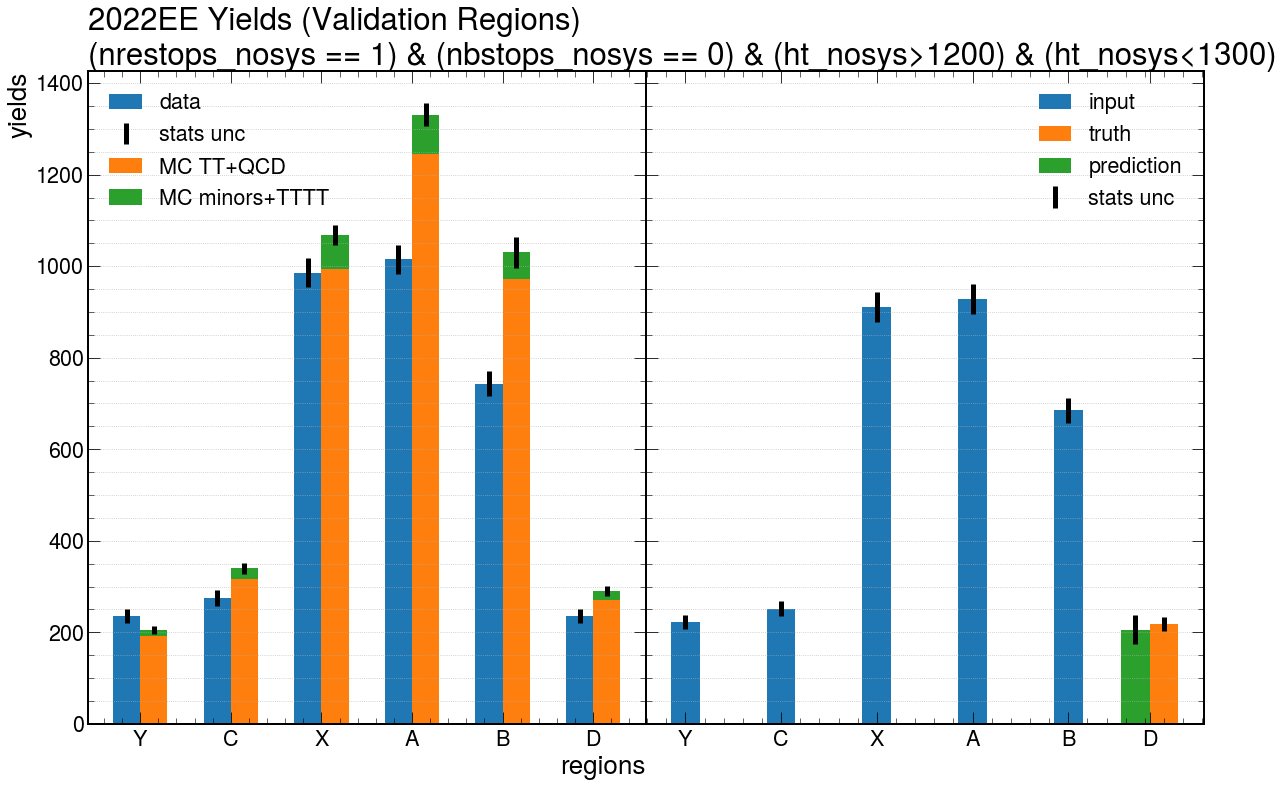 2022EE Yields (Validation Regions)
(nrestops_nosys == 1) & (nbstops_nosys == 0) & (ht_nosys>1200) & (ht_nosys<1300)
yields
1400
1200
1000
800
600
400
200
0
data
stats unc
MC TT+QCD
MC minors+TTTT
input
truth
prediction
stats unc
Y C X A B D
Y C X A B D
regions